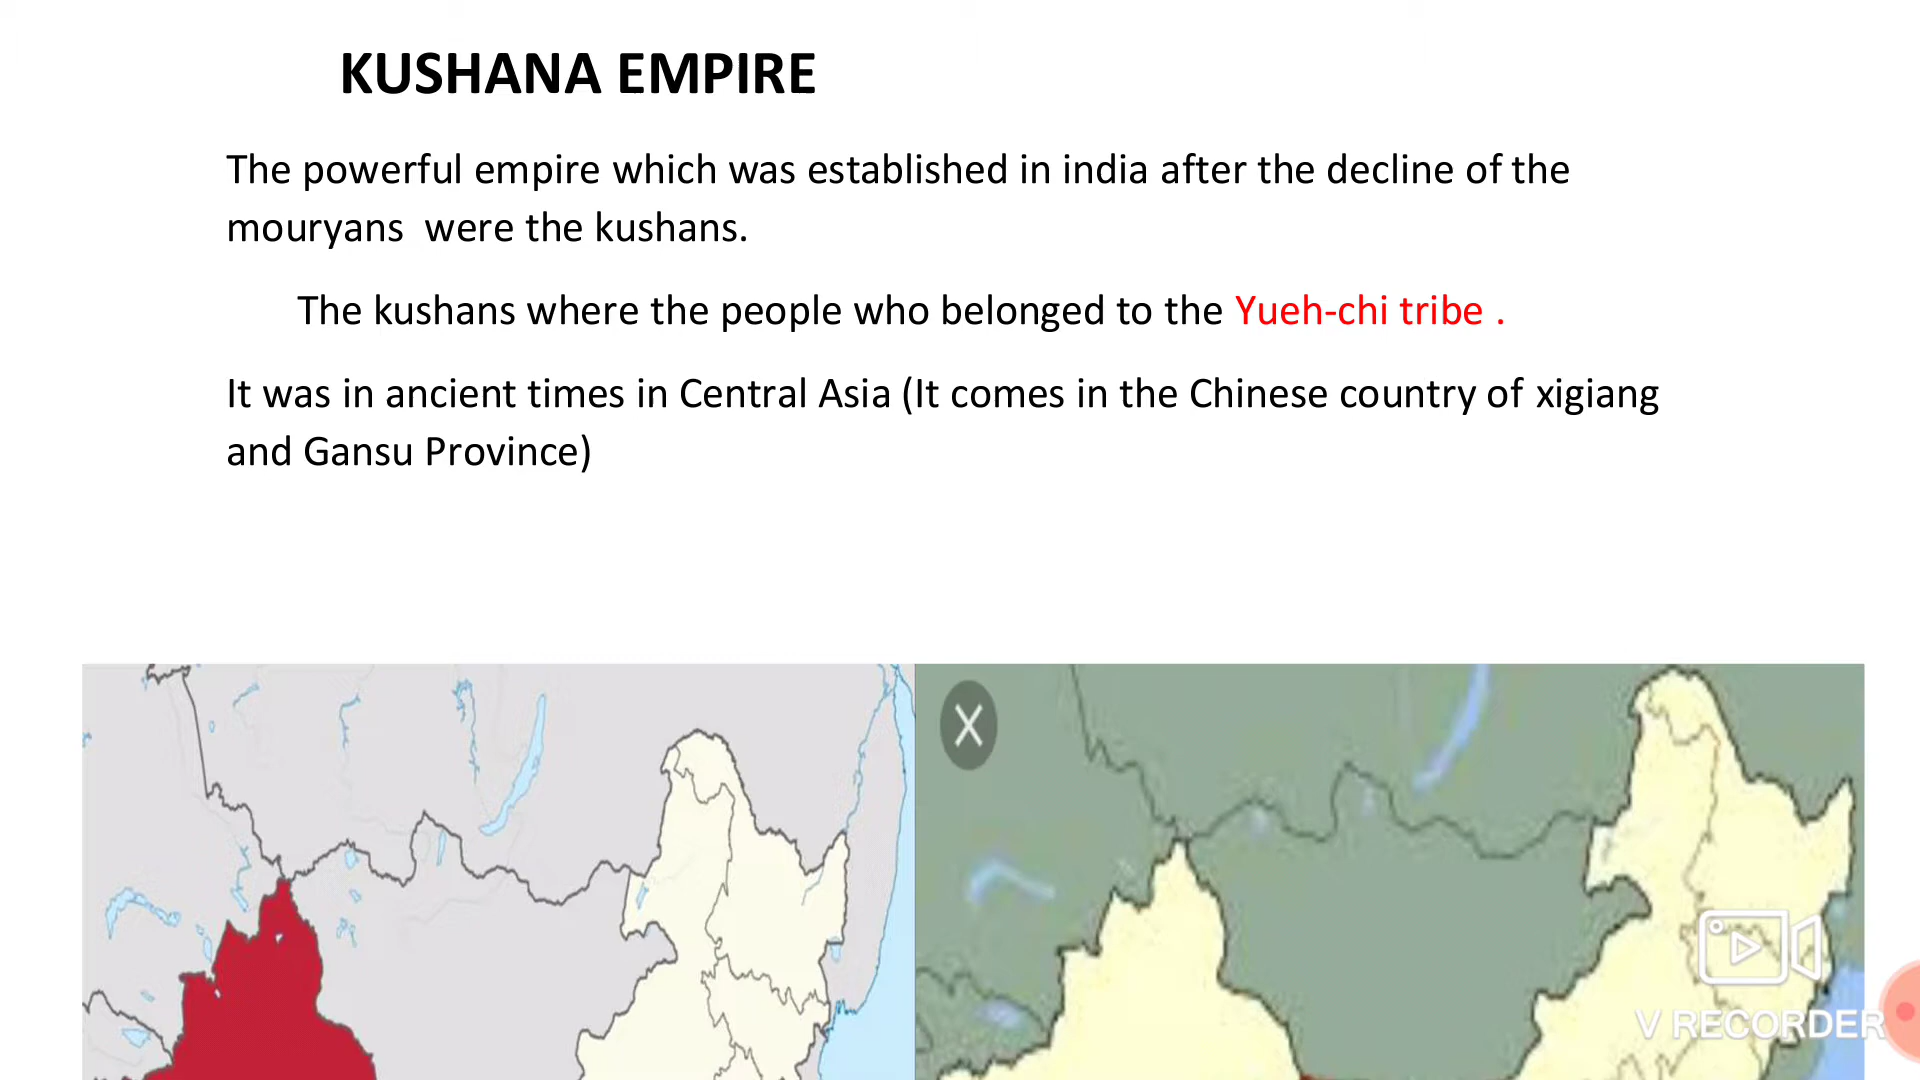 KUSHANA EMPIRE
The powerful empire which was established in india after the decline of the
mouryans  were the kushans.
The kushans where the people who belonged to the Yueh-chi tribe .
It was in ancient times in Central Asia (It comes in the Chinese country of xigiang
and Gansu Province)
X
V RECORDER